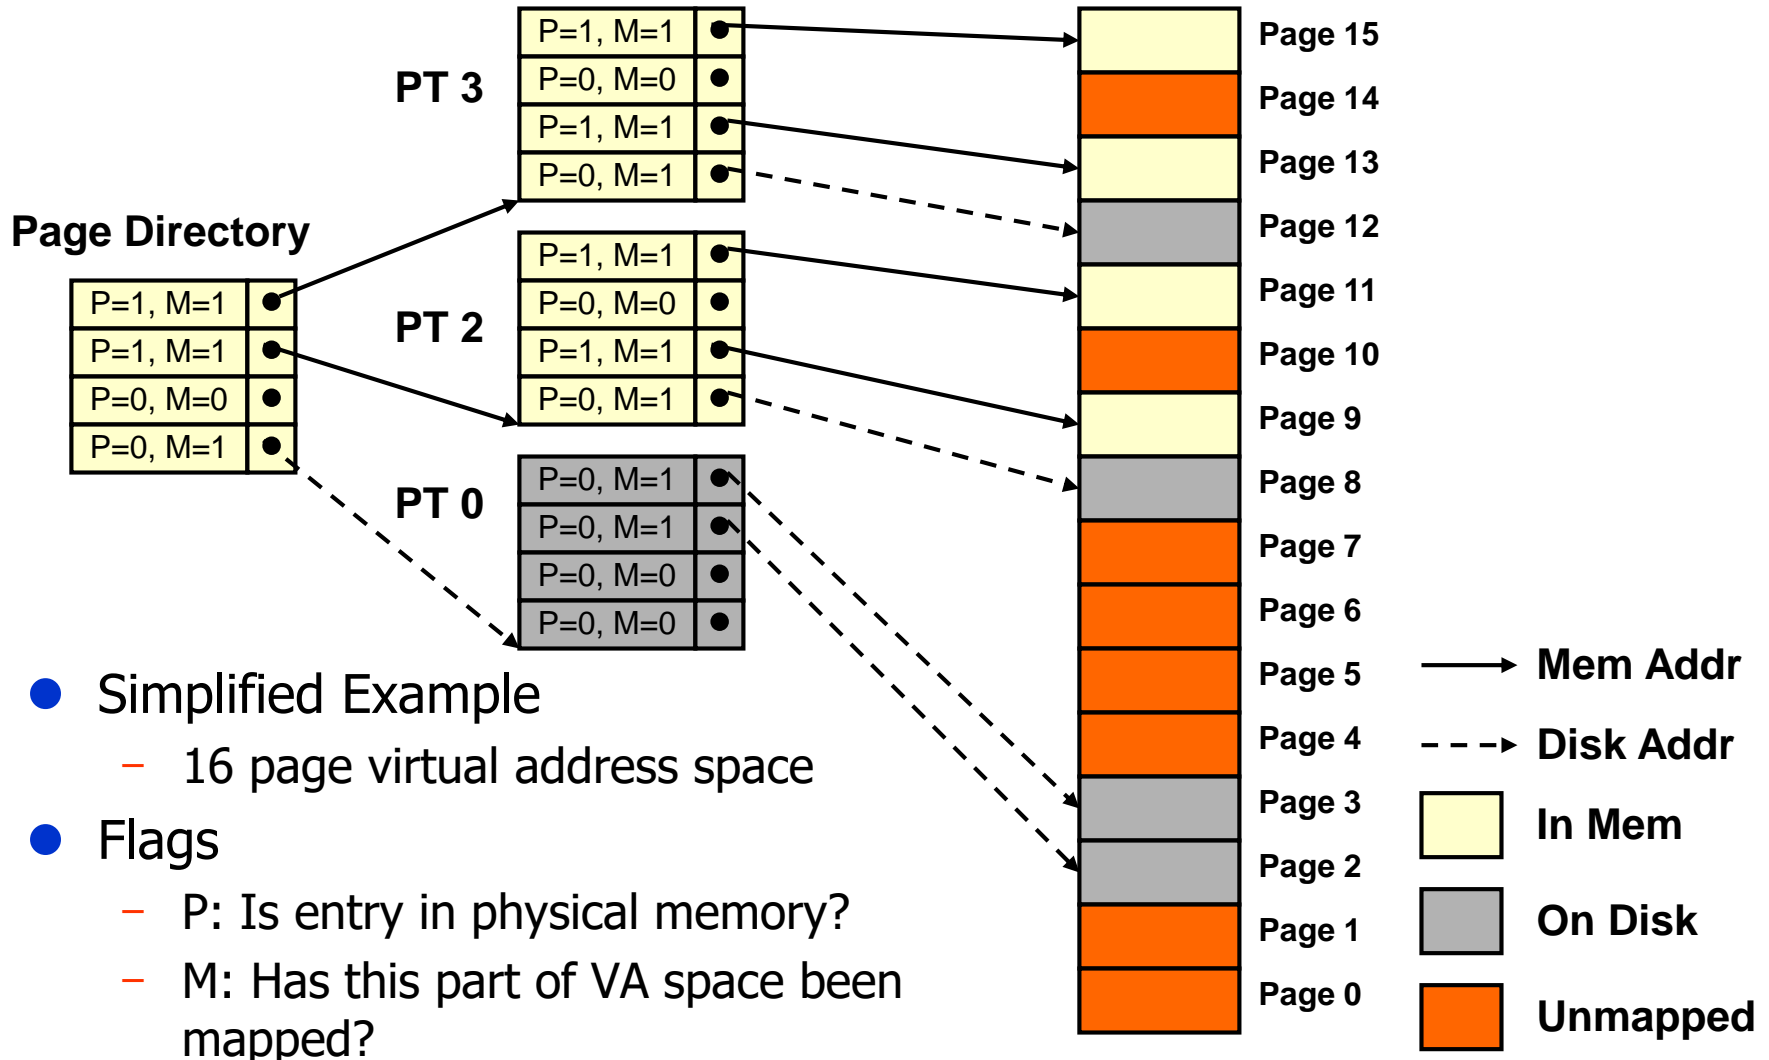 PT 3
P=1, M=1
P=0, M=0
P=1, M=1
P=0, M=1
Page Directory
P=1, M=1
P=1, M=1
P=0, M=0
P=0, M=1
PT 2
P=1, M=1
P=0, M=0
P=1, M=1
P=0, M=1
PT 0
P=0, M=1
P=0, M=1
P=0, M=0
P=0, M=0
Page 15
Page 14
Page 13
Page 12
Page 11
Page 10
Page 9
Page 8
Page 7
Page 6
Page 5
Page 4
Page 3
Page 2
Page 1
Page 0
Mem Addr
Disk Addr
In Mem
On Disk
Unmapped
● Simplified Example
– 16 page virtual address space
● Flags
– P: Is entry in physical memory?
– M: Has this part of VA space been
mapped?